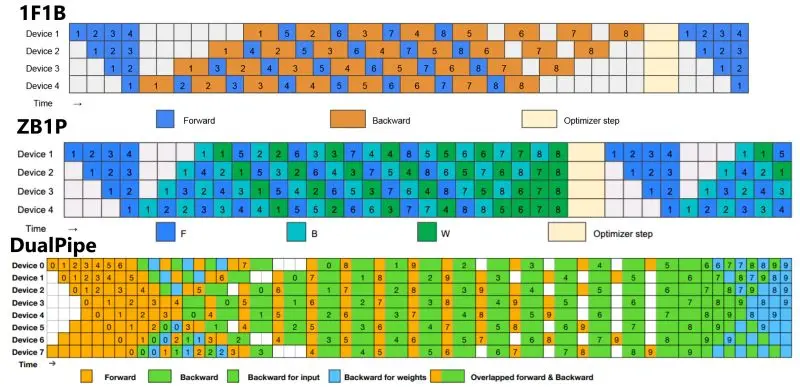 1F1B
Device 1 1 2 3 4 1 5 2 6 3 7 4 8 5 6 7 8 1 2 3 4
Device 2 1 2 3 1 4 2 5 3 6 4 7 5 8 6 7 8 1 2 3
Device 3 1 2 1 3 2 4 3 5 4 6 5 7 6 8 7 8 1 2
Device 4 1 1 2 2 3 3 4 4 5 5 6 6 7 7 8 8 1
Time →
Forward Backward Optimizer step
ZB1P
Device 1 1 2 3 4 1 1 5 2 2 6 3 3 7 4 4 8 5 5 6 6 7 7 8 8 1 2 3 4 1 1 5
Device 2 1 2 3 1 4 2 1 5 3 2 6 4 3 7 5 4 8 6 5 7 6 8 7 8 1 2 3 1 4 2 1
Device 3 1 2 1 3 2 4 3 1 5 4 2 6 5 3 7 6 4 8 7 5 8 6 7 8 1 2 1 3 2 4 3
Device 4 1 1 2 2 3 3 4 4 1 5 5 2 6 6 3 7 7 4 8 8 5 6 7 8 1 1 2 2 3 3 4
Time →
F B W Optimizer step
DualPipe
Device 0 0 1 2 3 4 5 6 7 0 8 1 9 2 3 4 5 6 6 7 7 8 8 9 9
Device 1 0 1 2 3 4 5 6 0 7 1 8 2 9 3 4 5 6 7 7 8 8 9
Device 2 0 1 2 3 4 5 0 6 1 7 2 8 3 9 4 5 6 7 8 8 9
Device 3 0 1 2 3 4 0 5 1 6 2 7 3 8 4 9 5 6 7 8 9
Device 4 0 1 2 3 0 4 1 5 2 6 3 7 4 8 5 9 6 7 8 9
Device 5 0 1 2 0 0 3 1 4 2 5 3 6 4 7 5 8 6 9 7 8 9
Device 6 0 1 0 0 2 1 1 3 2 4 3 5 4 6 5 7 6 8 7 9 8 9
Device 7 0 0 0 1 1 1 2 2 2 3 3 4 4 5 5 6 6 7 7 8 8 9 9
Time →
Forward Backward Backward for input Backward for weights Overlapped forward & Backward